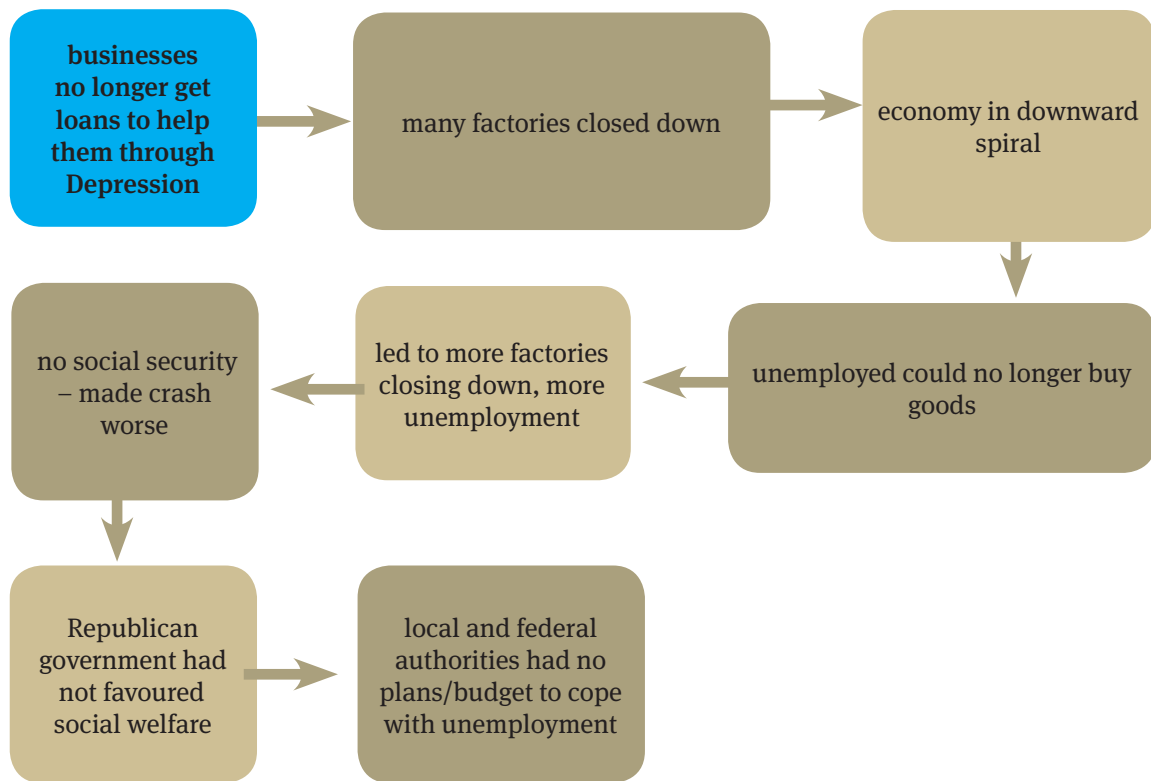 businesses
no longer get
loans to help
them through
Depression
many factories closed down
economy in downward
spiral
unemployed could no longer buy
goods
led to more factories
closing down, more
unemployment
no social security
– made crash
worse
Republican
government had
not favoured
social welfare
local and federal
authorities had no
plans/budget to cope
with unemployment